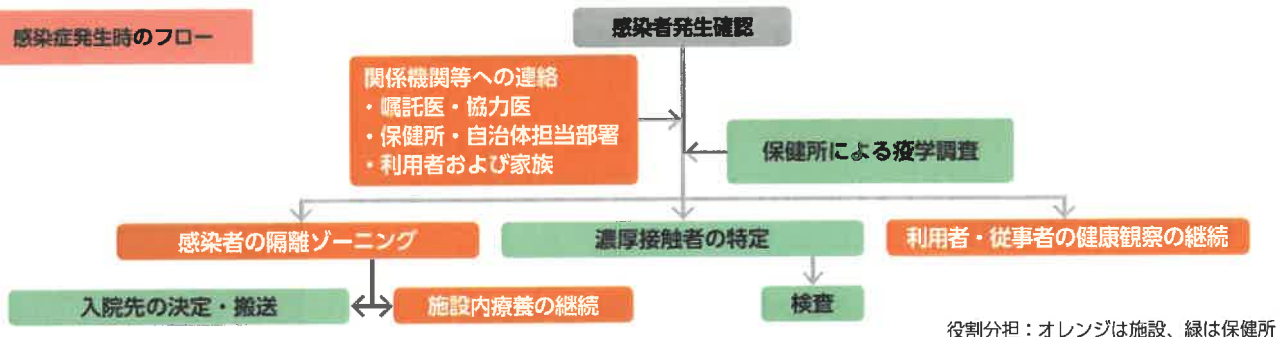 感染症発生時のフロー
感染者発生確認
関係機関等への連絡
・嘱託医・協力医
・保健所・自治体担当部署
・利用者および家族
保健所による疫学調査
感染者の隔離ゾーニング
濃厚接触者の特定
利用者・従事者の健康観察の継続
入院先の決定・搬送
施設内療養の継続
検査
役割分担：オレンジは施設、緑は保健所